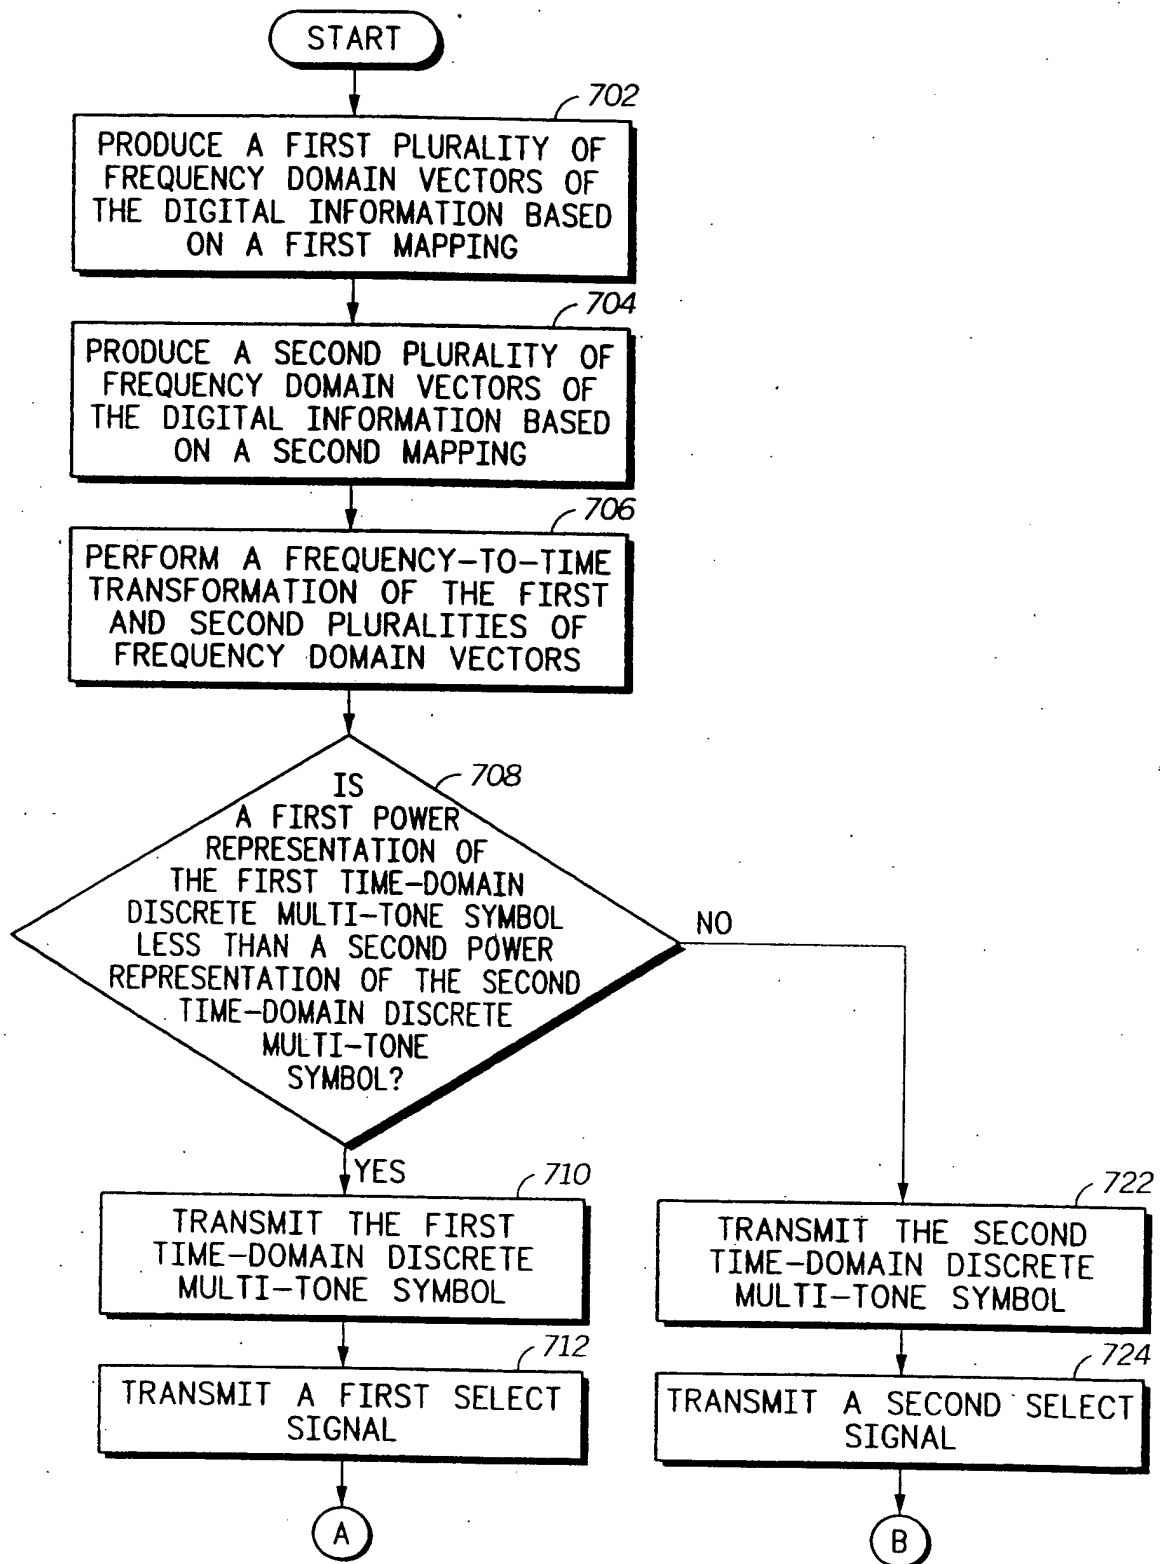 START
702
PRODUCE A FIRST PLURALITY OF
FREQUENCY DOMAIN VECTORS OF
THE DIGITAL INFORMATION BASED
ON A FIRST MAPPING
704
PRODUCE A SECOND PLURALITY OF
FREQUENCY DOMAIN VECTORS OF
THE DIGITAL INFORMATION BASED
ON A SECOND MAPPING
706
PERFORM A FREQUENCY-TO-TIME
TRANSFORMATION OF THE FIRST
AND SECOND PLURALITIES OF
FREQUENCY DOMAIN VECTORS
708
IS
A FIRST POWER
REPRESENTATION OF
THE FIRST TIME-DOMAIN
DISCRETE MULTI-TONE SYMBOL
LESS THAN A SECOND POWER
REPRESENTATION OF THE SECOND
TIME-DOMAIN DISCRETE
MULTI-TONE
SYMBOL?
NO
YES
710
TRANSMIT THE FIRST
TIME-DOMAIN DISCRETE
MULTI-TONE SYMBOL
712
TRANSMIT A FIRST SELECT
SIGNAL
A
722
TRANSMIT THE SECOND
TIME-DOMAIN DISCRETE
MULTI-TONE SYMBOL
724
TRANSMIT A SECOND SELECT
SIGNAL
B